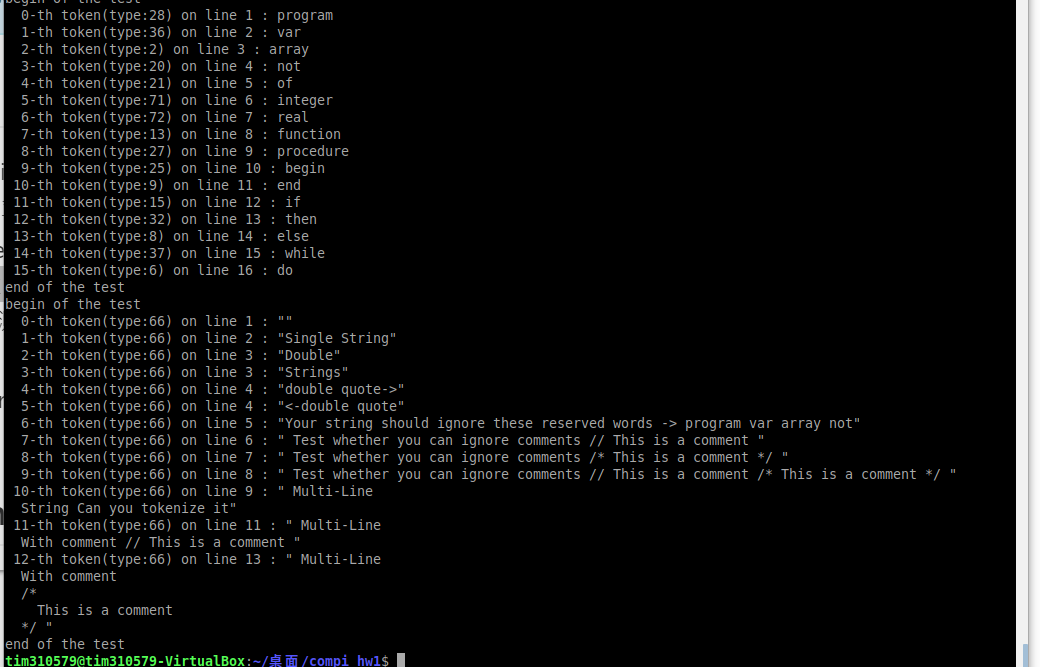 begin of the test
  0-th token(type:28) on line 1 : program
  1-th token(type:36) on line 2 : var
  2-th token(type:2) on line 3 : array
  3-th token(type:20) on line 4 : not
  4-th token(type:21) on line 5 : of
  5-th token(type:71) on line 6 : integer
  6-th token(type:72) on line 7 : real
  7-th token(type:13) on line 8 : function
  8-th token(type:27) on line 9 : procedure
  9-th token(type:25) on line 10 : begin
 10-th token(type:9) on line 11 : end
 11-th token(type:15) on line 12 : if
 12-th token(type:32) on line 13 : then
 13-th token(type:8) on line 14 : else
 14-th token(type:37) on line 15 : while
 15-th token(type:6) on line 16 : do
end of the test
begin of the test
  0-th token(type:66) on line 1 : ""
  1-th token(type:66) on line 2 : "Single String"
  2-th token(type:66) on line 3 : "Double"
  3-th token(type:66) on line 3 : "Strings"
  4-th token(type:66) on line 4 : "double quote->"
  5-th token(type:66) on line 4 : "<-double quote"
  6-th token(type:66) on line 5 : "Your string should ignore these reserved words -> program var array not"
  7-th token(type:66) on line 6 : " Test whether you can ignore comments // This is a comment "
  8-th token(type:66) on line 7 : " Test whether you can ignore comments /* This is a comment */ "
  9-th token(type:66) on line 8 : " Test whether you can ignore comments // This is a comment /* This is a comment */ "
 10-th token(type:66) on line 9 : " Multi-Line
  String Can you tokenize it"
 11-th token(type:66) on line 11 : " Multi-Line
  With comment // This is a comment "
 12-th token(type:66) on line 13 : " Multi-Line
  With comment
  /*
    This is a comment
  */ "
end of the test
tim310579@tim310579-VirtualBox:~/桌面/compi_hw1$